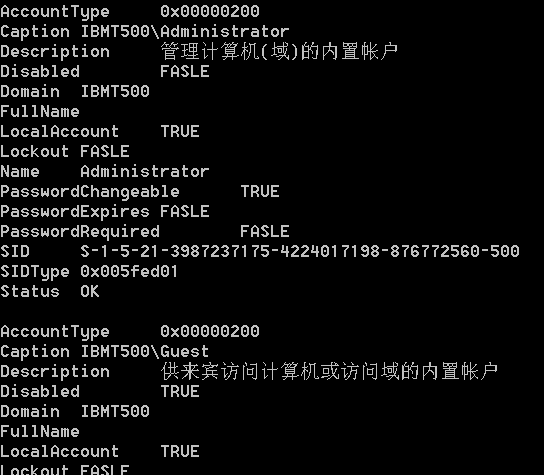 AccountType 0x00000200
Caption IBMT500\Administrator
Description 管理计算机(域)的内置帐户
Disabled FASLE
Domain IBMT500
FullName
LocalAccount TRUE
Lockout FASLE
Name Administrator
PasswordChangeable TRUE
PasswordExpires FASLE
PasswordRequired FASLE
SID S-1-5-21-3987237175-4224017198-876772560-500
SIDType 0x005fed01
Status OK
AccountType 0x00000200
Caption IBMT500\Guest
Description 供来宾访问计算机或访问域的内置帐户
Disabled TRUE
Domain IBMT500
FullName
LocalAccount TRUE
Lockout FASLE